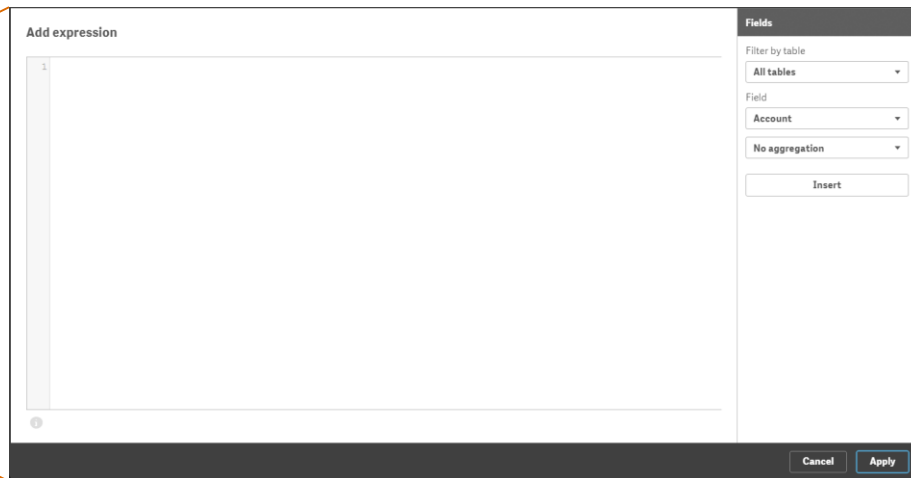 Add expression
1
Fields
Filter by table
All tables
Field
Account
No aggregation
Insert
i
Cancel
Apply